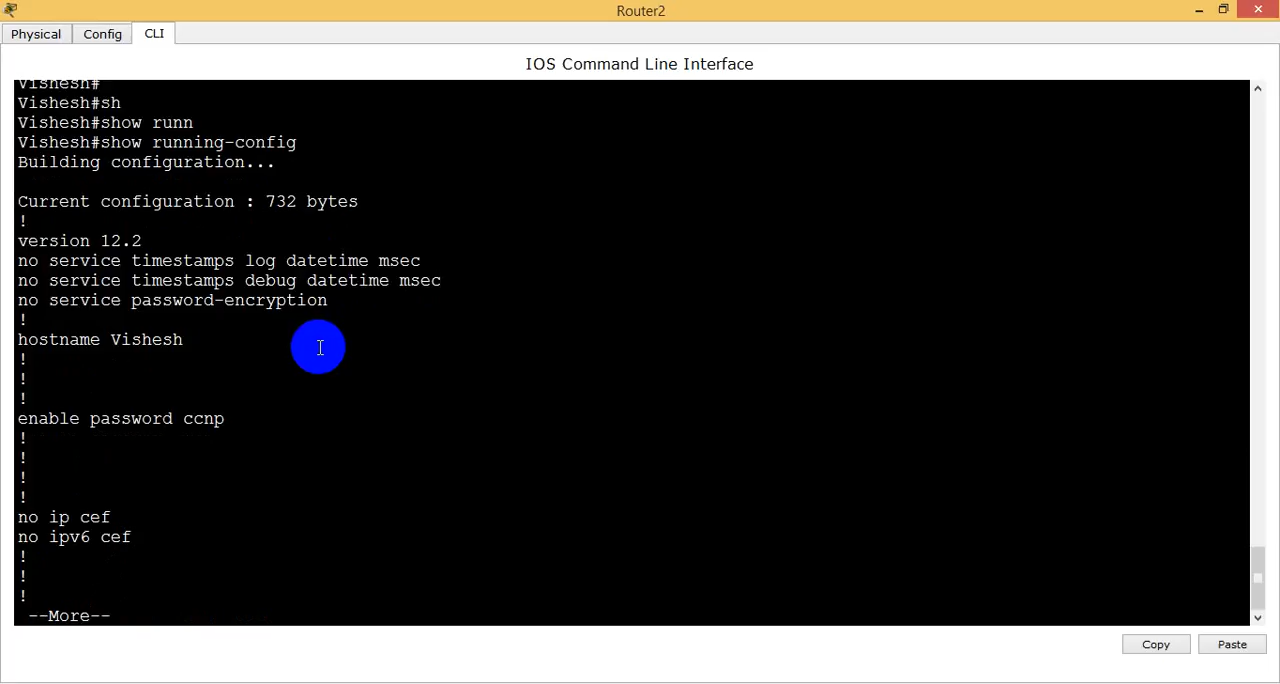 Router2
Physical
Config
CLI
IOS Command Line Interface
Vishesh#
Vishesh#sh
Vishesh#show runn
Vishesh#show running-config
Building configuration...
Current configuration : 732 bytes
!
version 12.2
no service timestamps log datetime msec
no service timestamps debug datetime msec
no service password-encryption
!
hostname Vishesh
!
!
!
enable password ccnp
!
!
!
!
no ip cef
no ipv6 cef
!
!
!
--More--
Copy
Paste